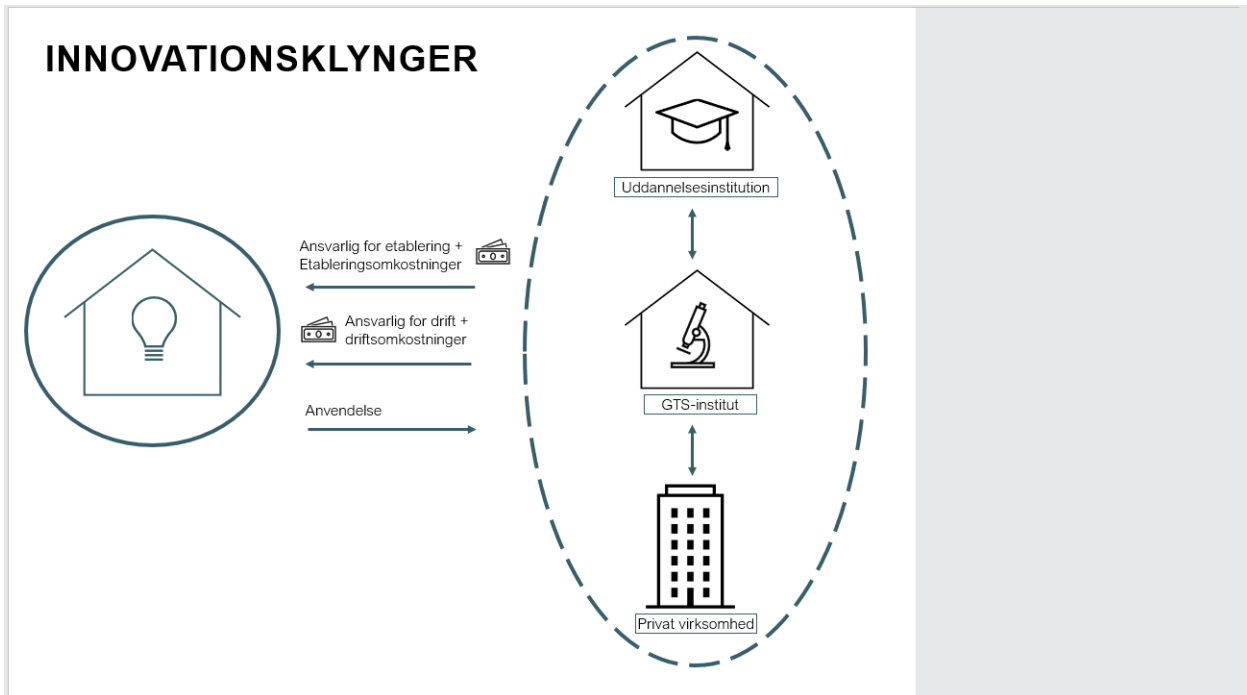 INNOVATIONSKLYNGER
Uddannelsesinstitution
Ansvarlig for etablering +
Etableringsomkostninger
Ansvarlig for drift +
driftsomkostninger
GTS-institut
Anvendelse
Privat virksomhed